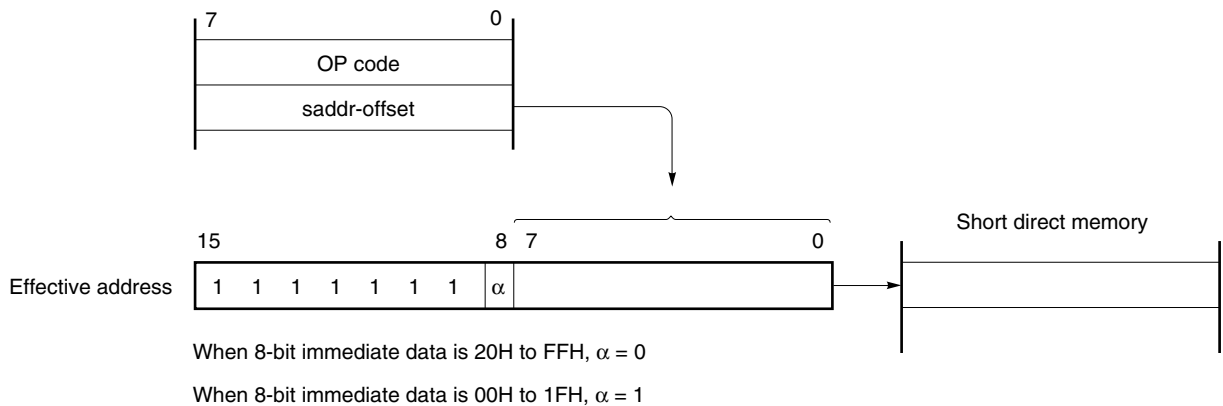 7 0
OP code
saddr-offset
15 8 7 0
Short direct memory
Effective address 1 1 1 1 1 1 1 α
When 8-bit immediate data is 20H to FFH, α = 0
When 8-bit immediate data is 00H to 1FH, α = 1